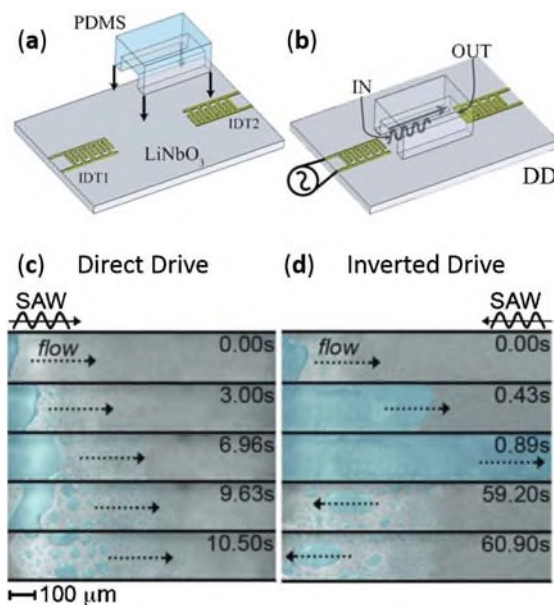 (a)
PDMS
IDT2
LiNbO3
IDT1
(b)
OUT
IN
DD
(c) Direct Drive
SAW
flow
0.00s
3.00s
6.96s
9.63s
10.50s
100 μm
(d) Inverted Drive
SAW
flow
0.00s
0.43s
0.89s
59.20s
60.90s